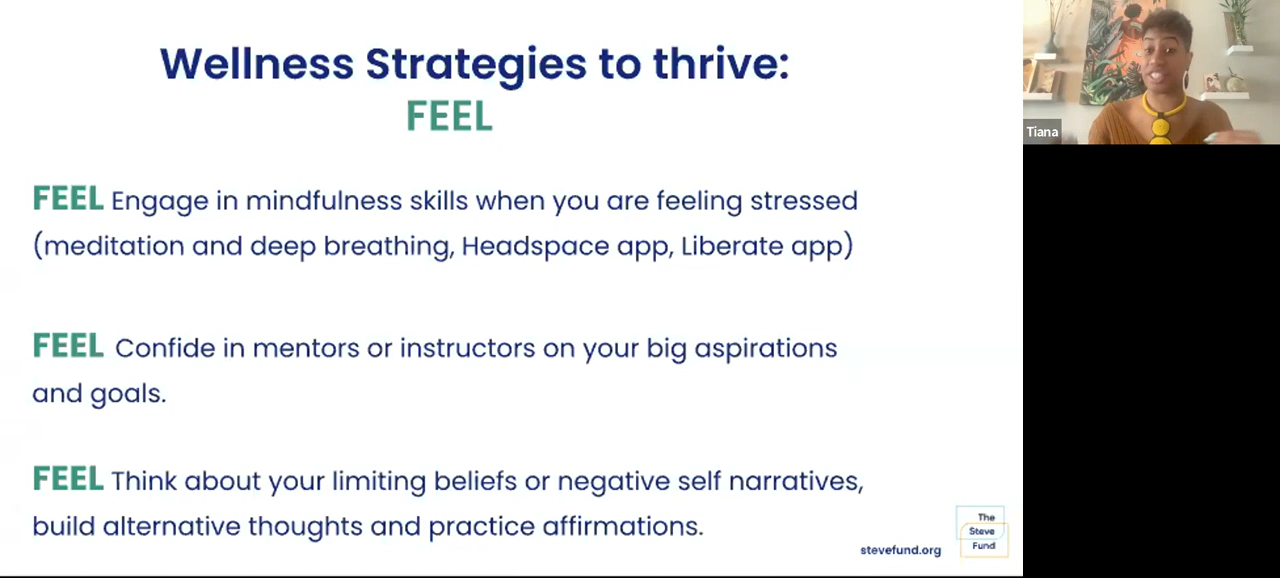 Wellness Strategies to thrive:
FEEL
FEEL Engage in mindfulness skills when you are feeling stressed
(meditation and deep breathing, Headspace app, Liberate app)
FEEL Confide in mentors or instructors on your big aspirations
and goals.
FEEL Think about your limiting beliefs or negative self narratives,
build alternative thoughts and practice affirmations.
stevefund.org
The
Steve
Fund
Tiana